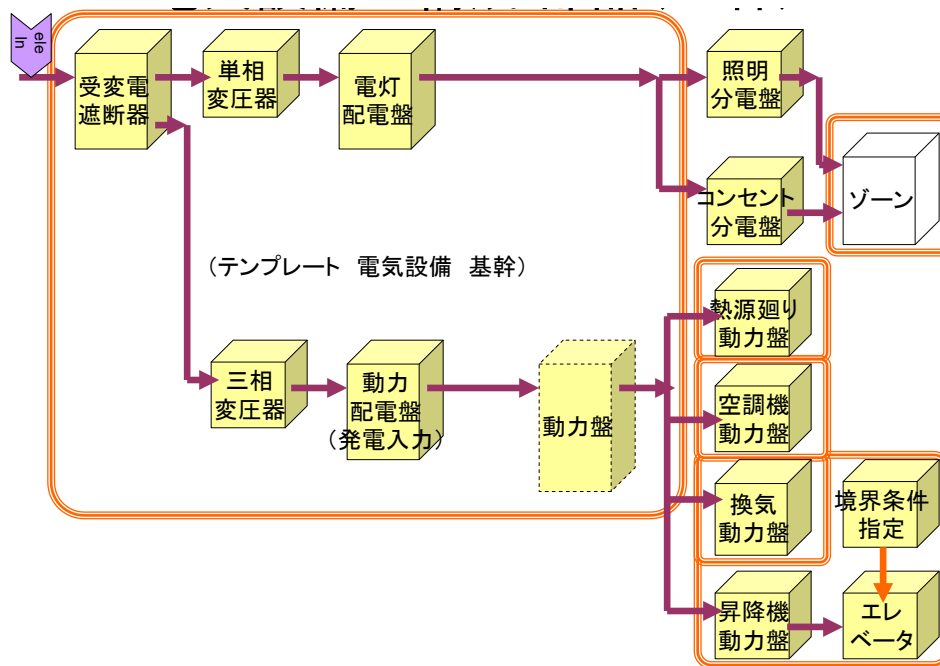 ele
In
受変電
遮断器
単相
変圧器
電灯
配電盤
照明
分電盤
コンセント
分電盤
ゾーン
（テンプレート　電気設備　基幹）
熱源廻り
動力盤
三相
変圧器
動力
配電盤
（発電入力）
動力盤
空調機
動力盤
換気
動力盤
境界条件
指定
昇降機
動力盤
エレ
ベータ